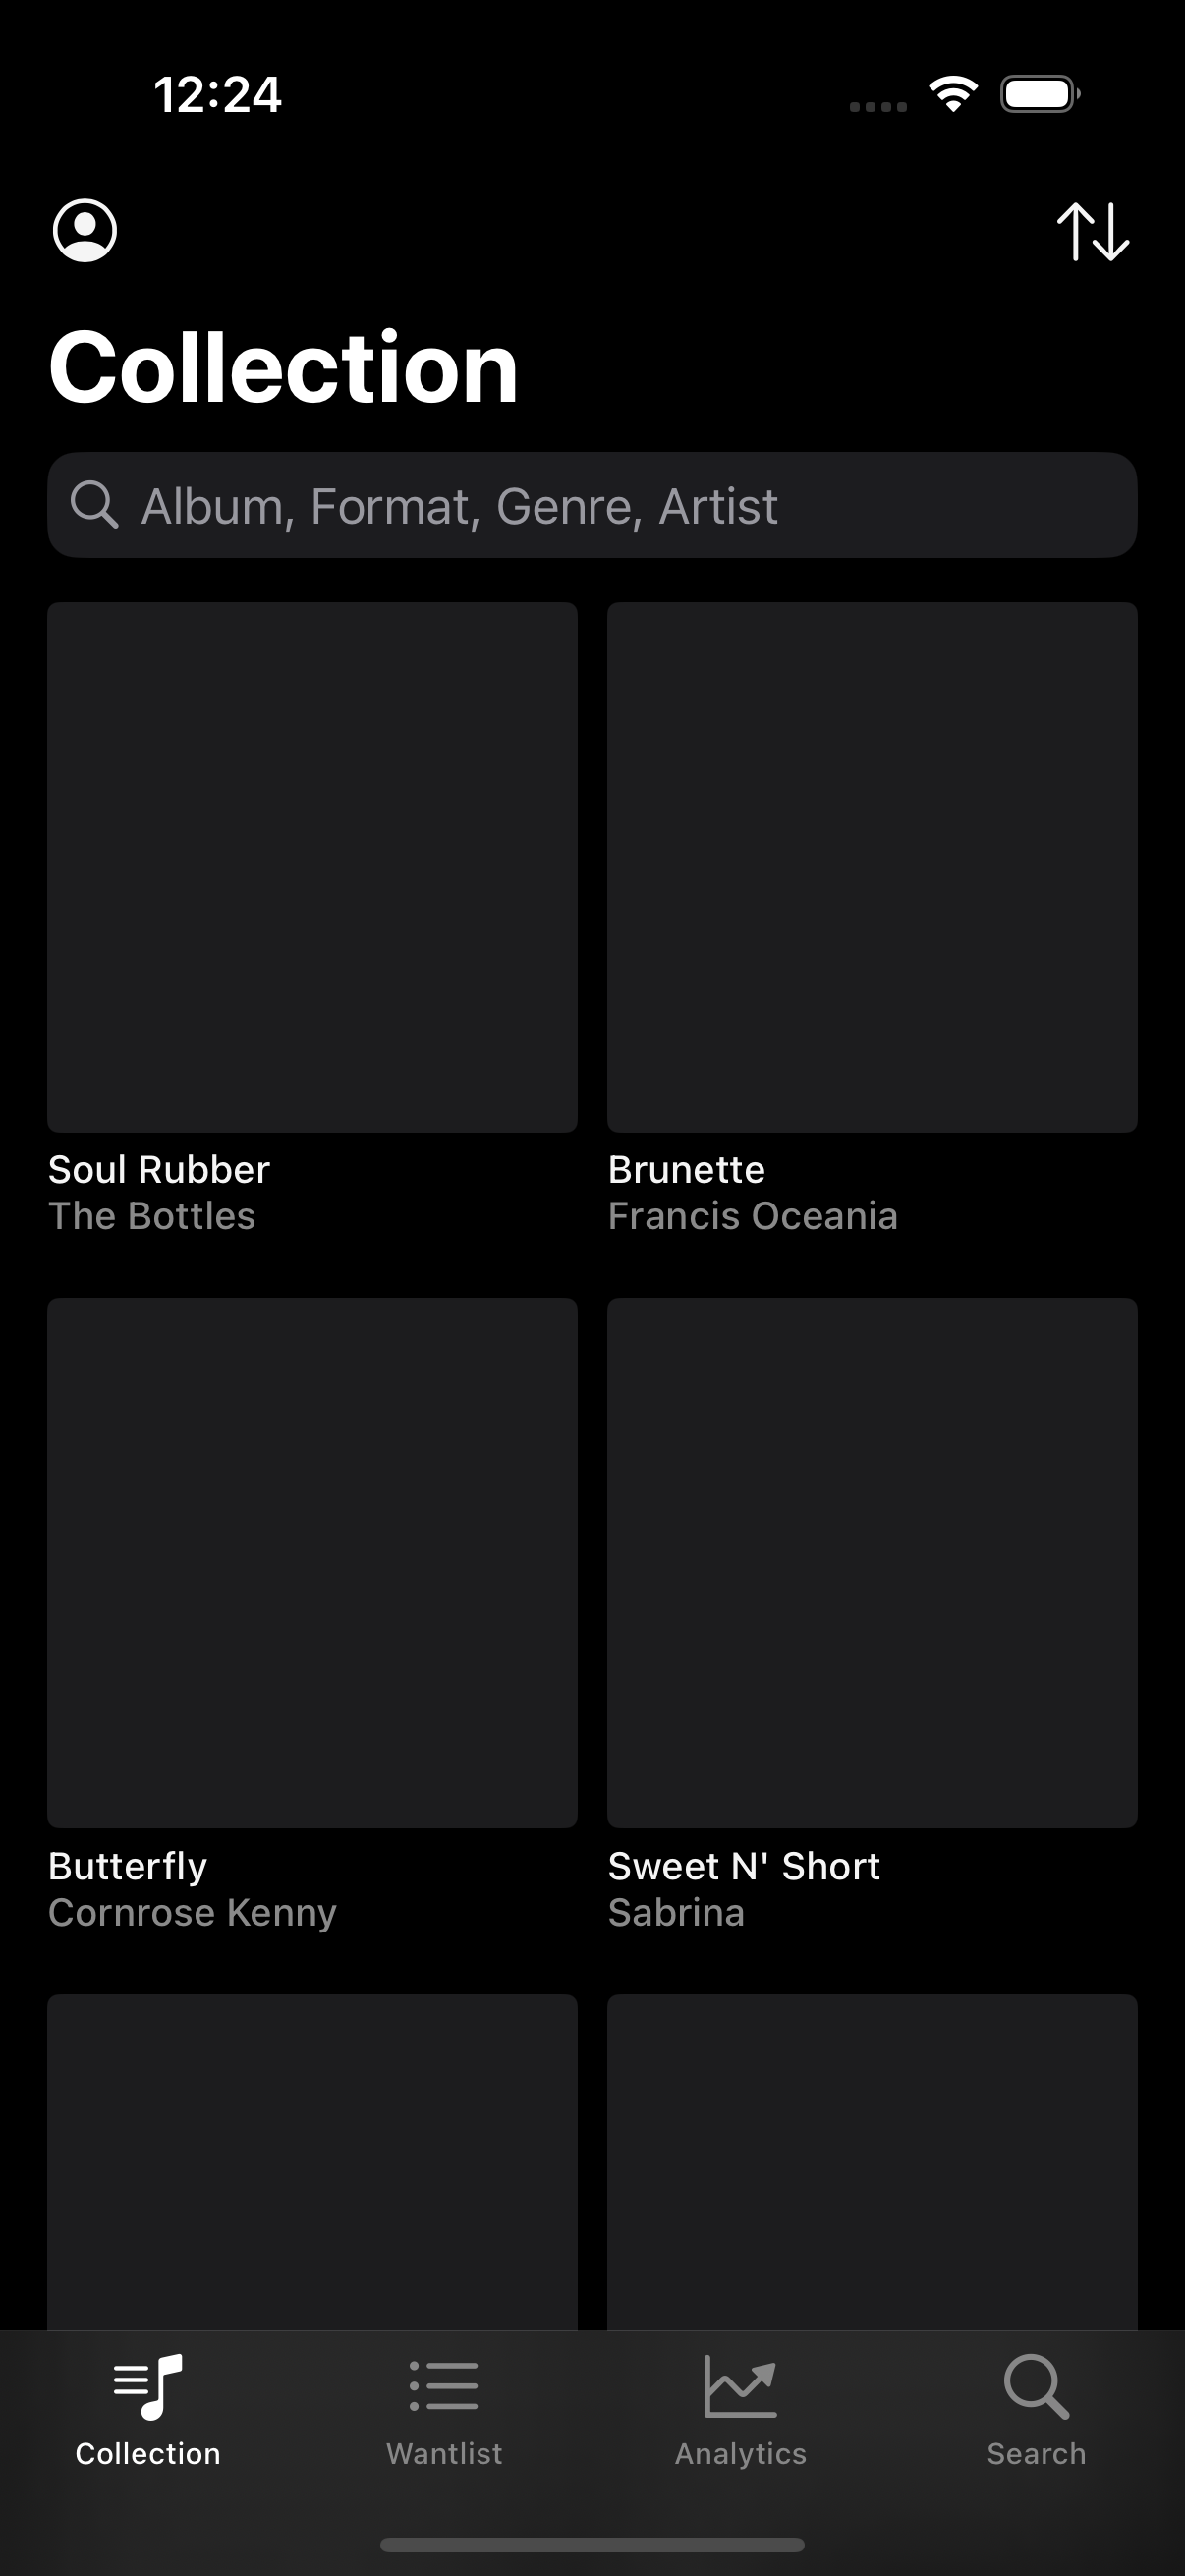 12:24
Collection
Album, Format, Genre, Artist
Soul Rubber
The Bottles
Brunette
Francis Oceania
Butterfly
Cornrose Kenny
Sweet N' Short
Sabrina
Collection
Wantlist
Analytics
Search